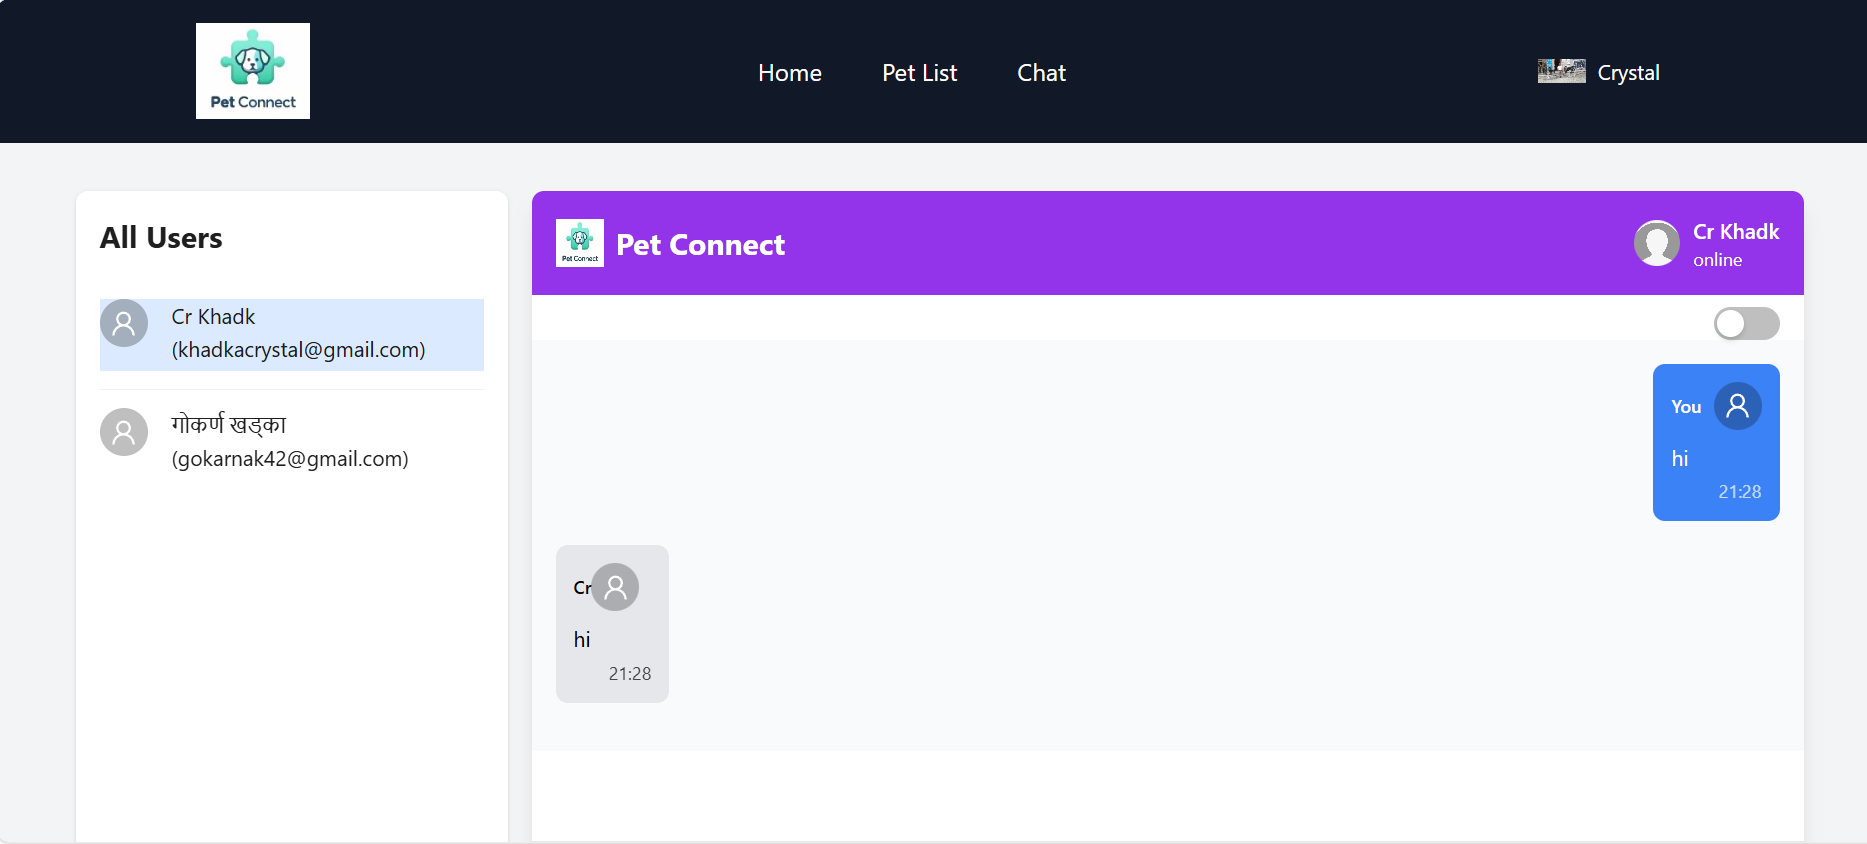 Pet Connect
Home
Pet List
Chat
Crystal
All Users
Cr Khadk
(khadkacrystal@gmail.com)
गोकर्ण खड्का
(gokarnak42@gmail.com)
Pet Connect
Pet Connect
Cr Khadk
online
You
hi
21:28
Cr
hi
21:28